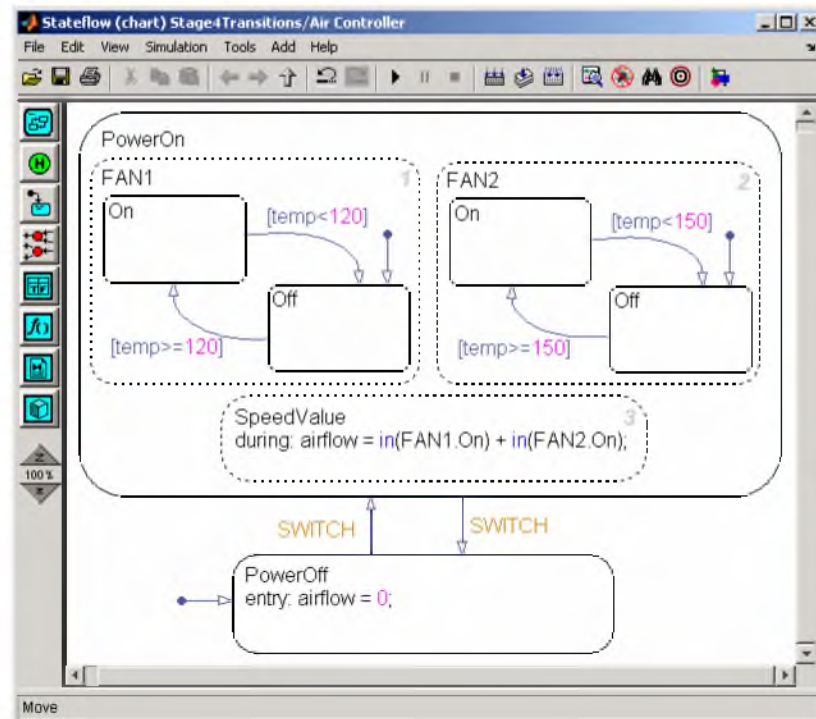 Stateflow (chart) Stage4Transitions/Air Controller
File Edit View Simulation Tools Add Help
PowerOn
FAN1
1
On
[temp<120]
Off
[temp>=120]
FAN2
2
On
[temp<150]
Off
[temp>=150]
SpeedValue
3
during: airflow = in(FAN1.On) + in(FAN2.On);
100 %
SWITCH
SWITCH
PowerOff
entry: airflow = 0;
Move